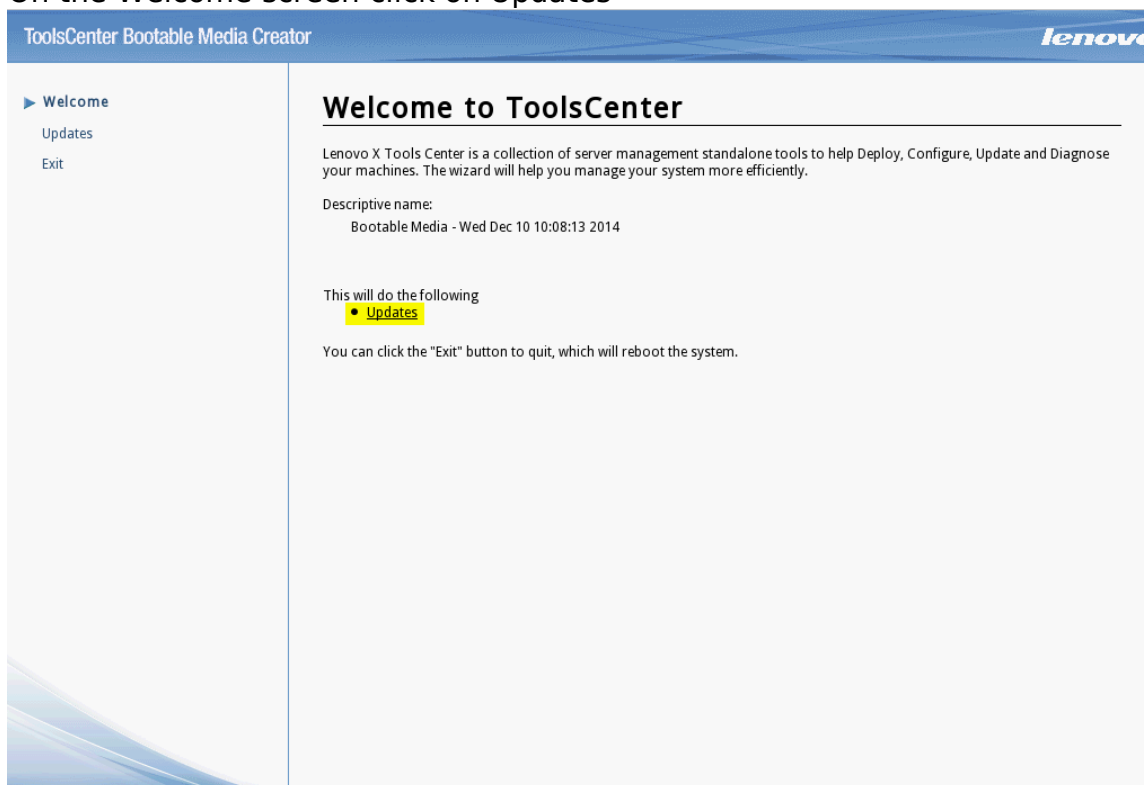 On the Welcome screen click on Updates
ToolsCenter Bootable Media Creator
lenovo
Welcome
Updates
Exit
Welcome to ToolsCenter
Lenovo X Tools Center is a collection of server management standalone tools to help Deploy, Configure, Update and Diagnose
your machines. The wizard will help you manage your system more efficiently.
Descriptive name:
Bootable Media - Wed Dec 10 10:08:13 2014
This will do the following
• Updates
You can click the "Exit" button to quit, which will reboot the system.